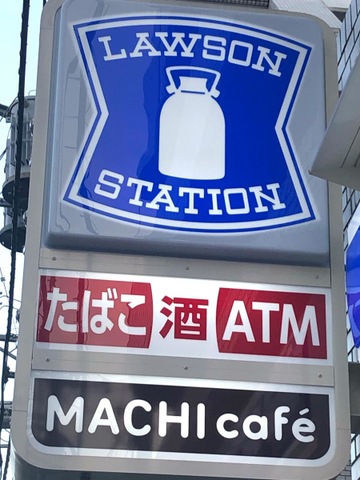 LAWSON
STATION
たばこ 酒 ATM
MACHI café